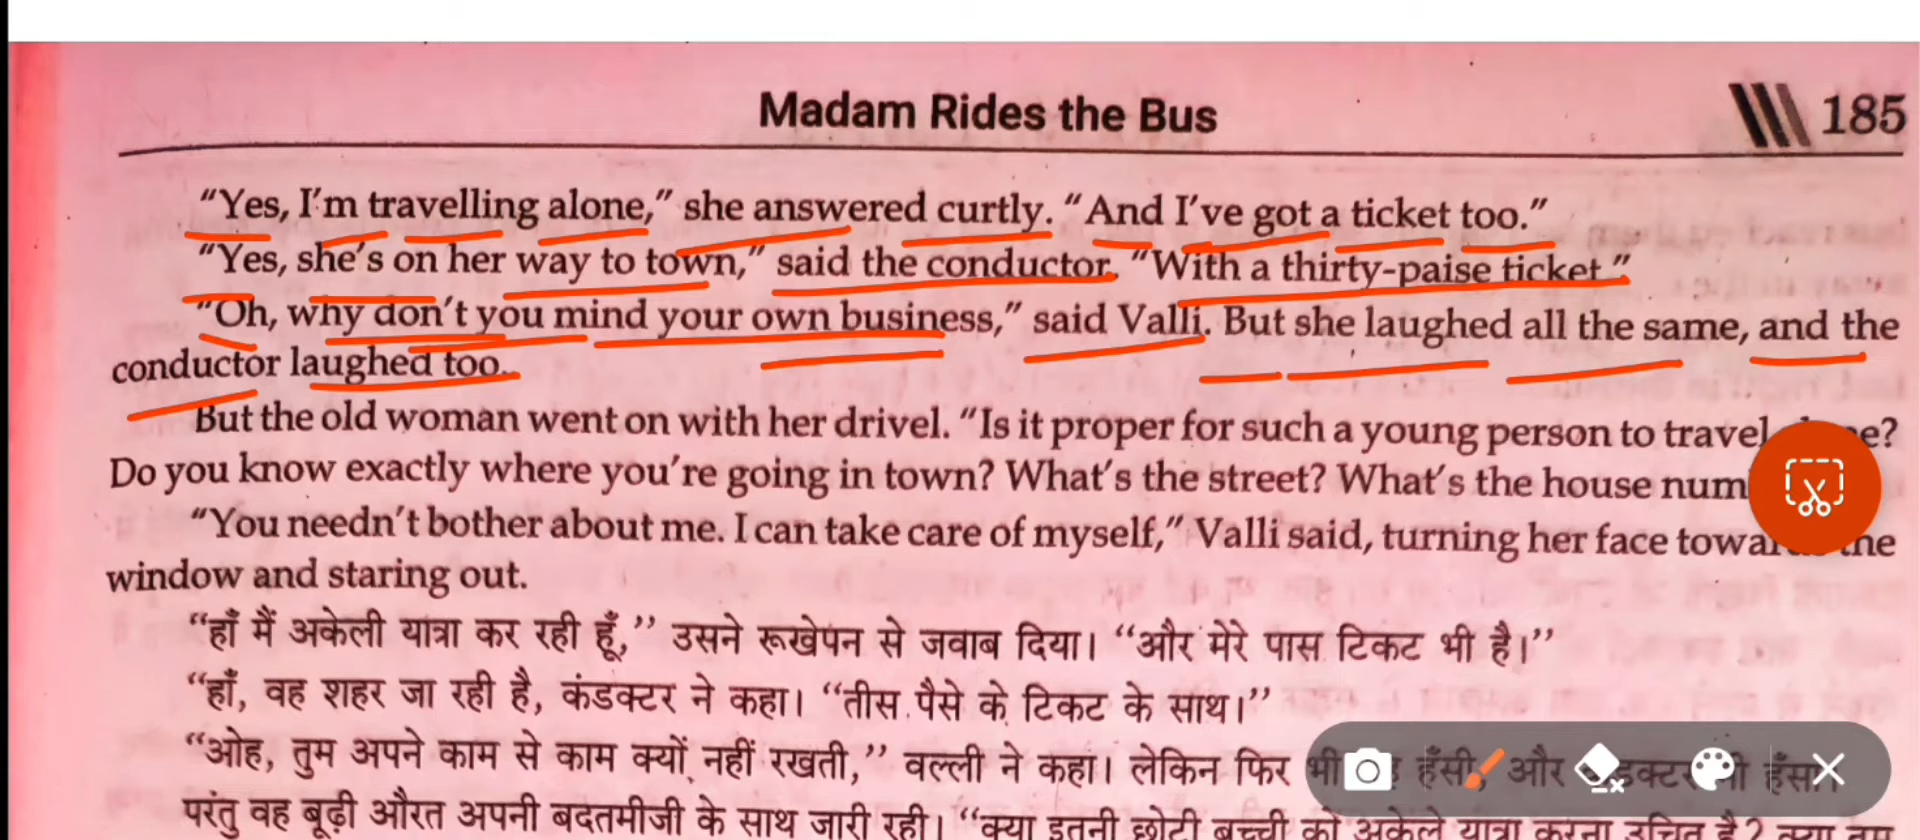 Madam Rides the Bus
185
“Yes, I’m travelling alone,” she answered curtly. “And I’ve got a ticket too.”
“Yes, she’s on her way to town,” said the conductor. “With a thirty-paise ticket.”
“Oh, why don’t you mind your own business,” said Valli. But she laughed all the same, and the
conductor laughed too.
But the old woman went on with her drivel. “Is it proper for such a young person to travel
Do you know exactly where you’re going in town? What’s the street? What’s the house
“You needn’t bother about me. I can take care of myself,” Valli said, turning her face
window and staring out.
“हाँ मैं अकेली यात्रा कर रही हूँ,” उसने रूखेपन से जवाब दिया। “और मेरे पास टिकट भी है।”
“हाँ, वह शहर जा रही है, कंडक्टर ने कहा। “तीस पैसे के टिकट के साथ।”
“ओह, तुम अपने काम से काम क्यों नहीं रखती,” वल्ली ने कहा। लेकिन फिर भी हँसी, और हँसा।
परंतु वह बूढ़ी औरत अपनी बदतमीजी के साथ जारी रही। “क्या इतनी छोटी बच्ची को अकेले यात्रा करना उचित है? क्या